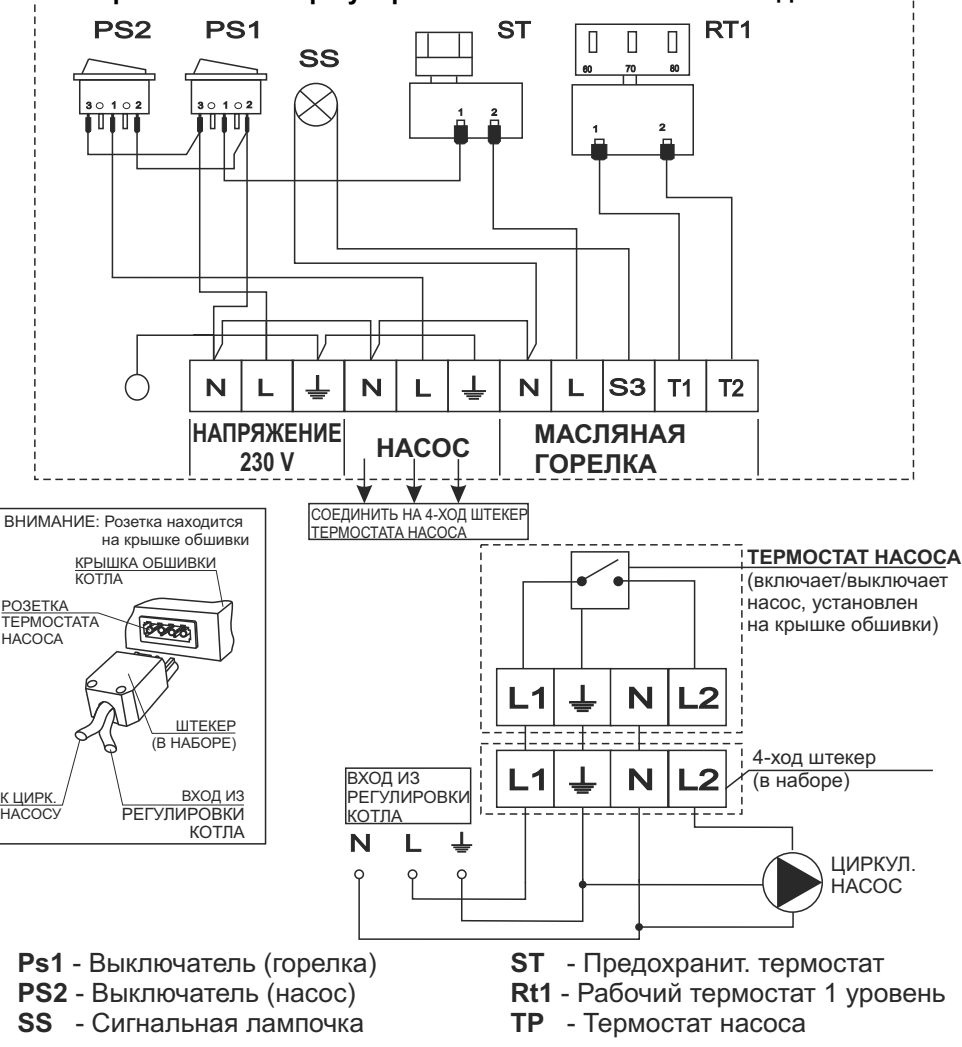 PS2 PS1 SS ST RT1
60 70 80
3 1 2 3 1 2 1 2 1 2
N L N L N L S3 T1 T2
НАПРЯЖЕНИЕ
230 V
НАСОС
МАСЛЯНАЯ
ГОРЕЛКА
СОЕДИНИТЬ НА 4-ХОД ШТЕКЕР
ТЕРМОСТАТА НАСОСА
ВНИМАНИЕ: Розетка находится
на крышке обшивки
КРЫШКА ОБШИВКИ
КОТЛА
РОЗЕТКА
ТЕРМОСТАТА
НАСОСА
ШТЕКЕР
(В НАБОРЕ)
К ЦИРК.
НАСОСУ
ВХОД ИЗ
РЕГУЛИРОВКИ
КОТЛА
ТЕРМОСТАТ НАСОСА
(включает/выключает
насос, установлен
на крышке обшивки)
L1 N L2
L1 N L2
4-ход штекер
(в наборе)
ВХОД ИЗ
РЕГУЛИРОВКИ
КОТЛА
N L
ЦИРКУЛ.
НАСОС
Ps1 - Выключатель (горелка)
PS2 - Выключатель (насос)
SS - Сигнальная лампочка
ST - Предохранит. термостат
Rt1 - Рабочий термостат 1 уровень
TP - Термостат насоса